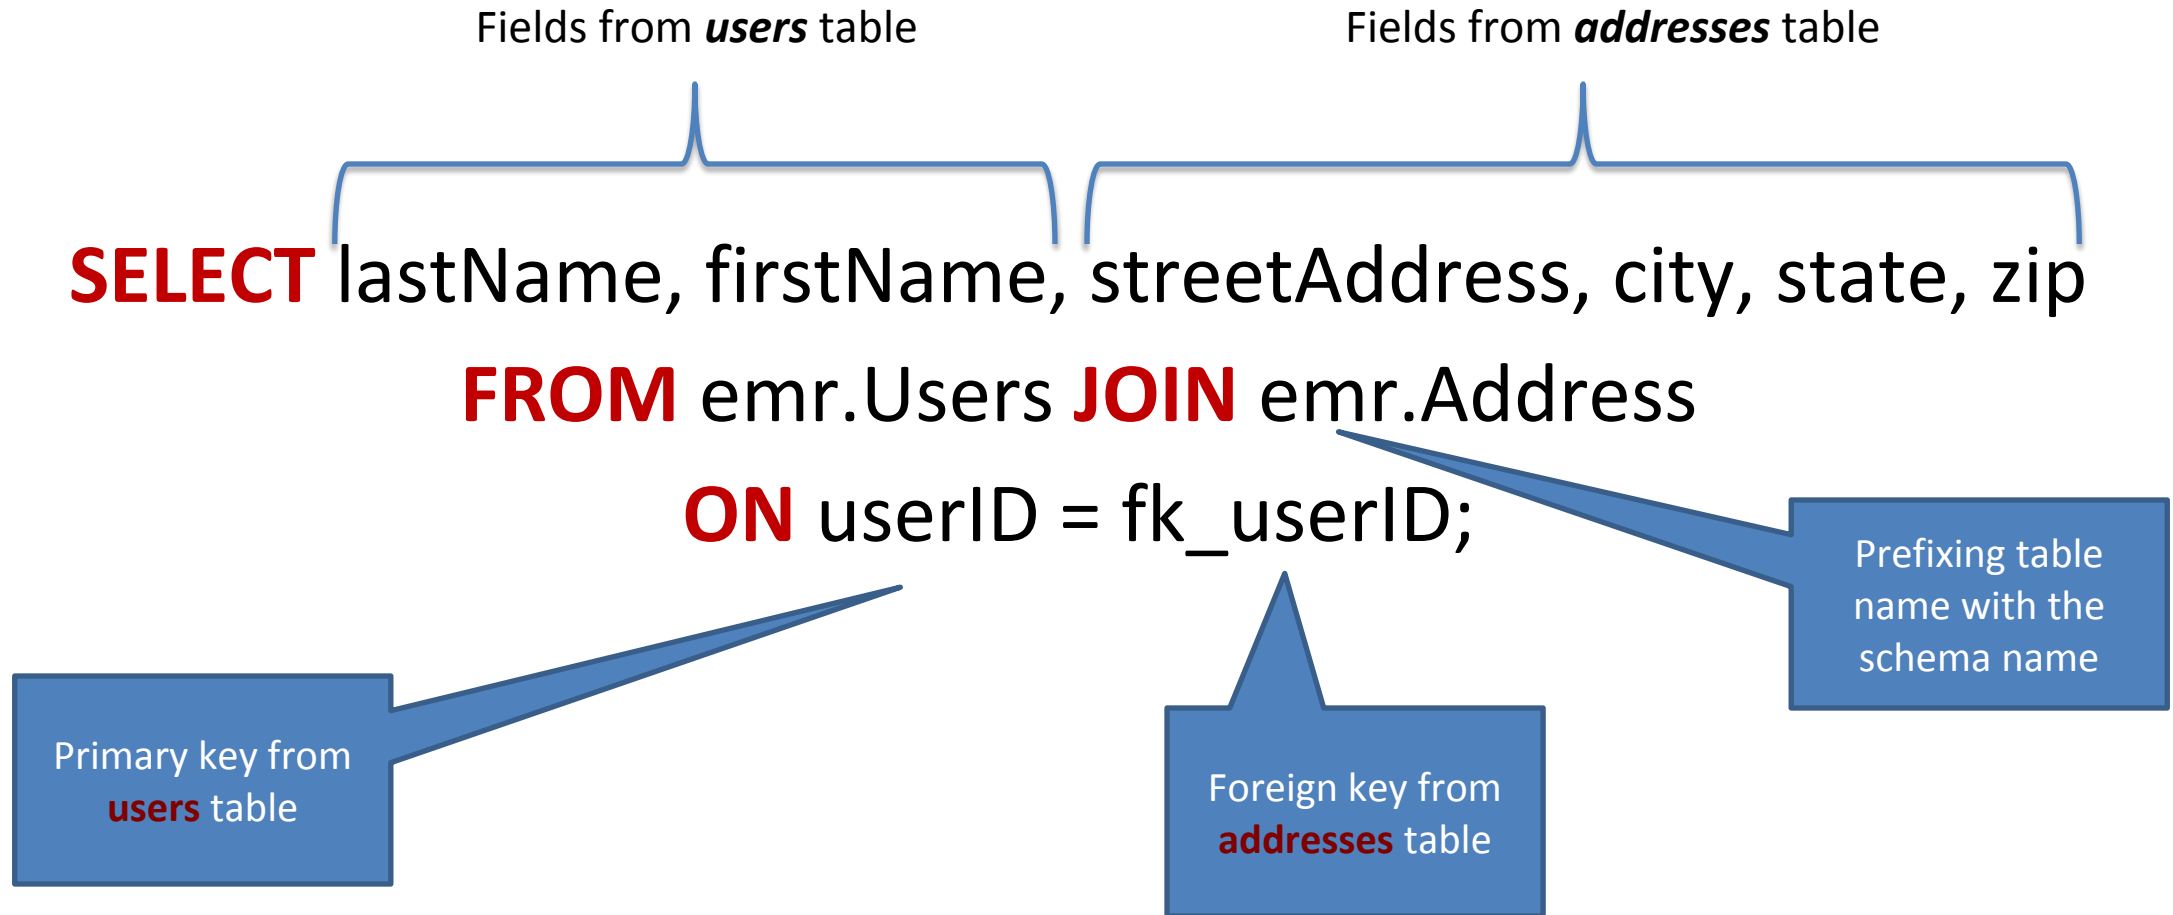 Fields from users table
Fields from addresses table
SELECT lastName, firstName, streetAddress, city, state, zip
FROM emr.Users JOIN emr.Address
ON userID = fk_userID;
Prefixing table
name with the
schema name
Primary key from
users table
Foreign key from
addresses table